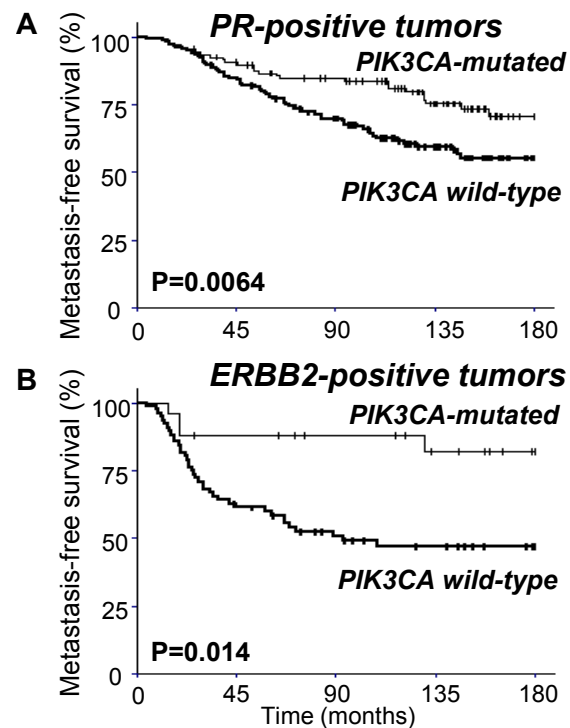 A
PR-positive tumors
Metastasis-free survival (%)
100
75
50
25
0
PIK3CA-mutated
PIK3CA wild-type
P=0.0064
0 45 90 135 180
B
ERBB2-positive tumors
Metastasis-free survival (%)
100
75
50
25
0
PIK3CA-mutated
PIK3CA wild-type
P=0.014
0 45 90 135 180
Time (months)